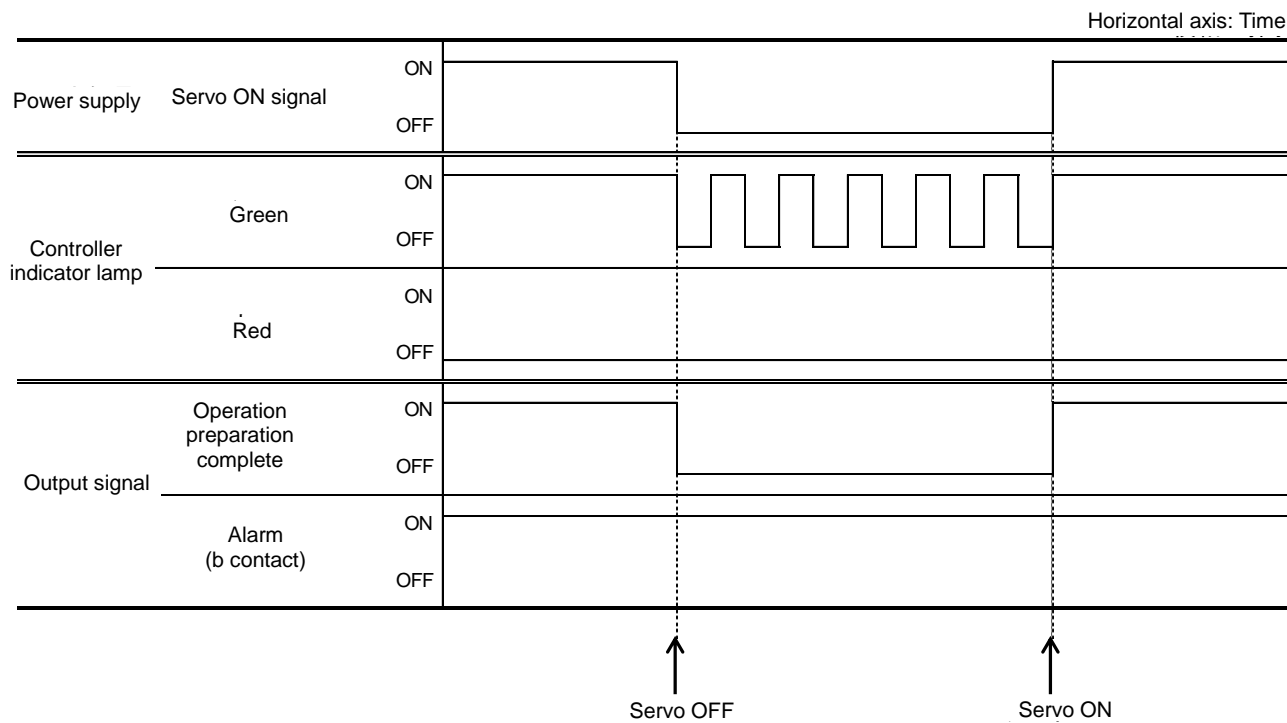 Horizontal axis: Time
Power supply
Servo ON signal
ON
OFF
Controller
indicator lamp
Green
ON
OFF
Red
ON
OFF
Output signal
Operation
preparation
complete
ON
OFF
Alarm
(b contact)
ON
OFF
Servo OFF
Servo ON